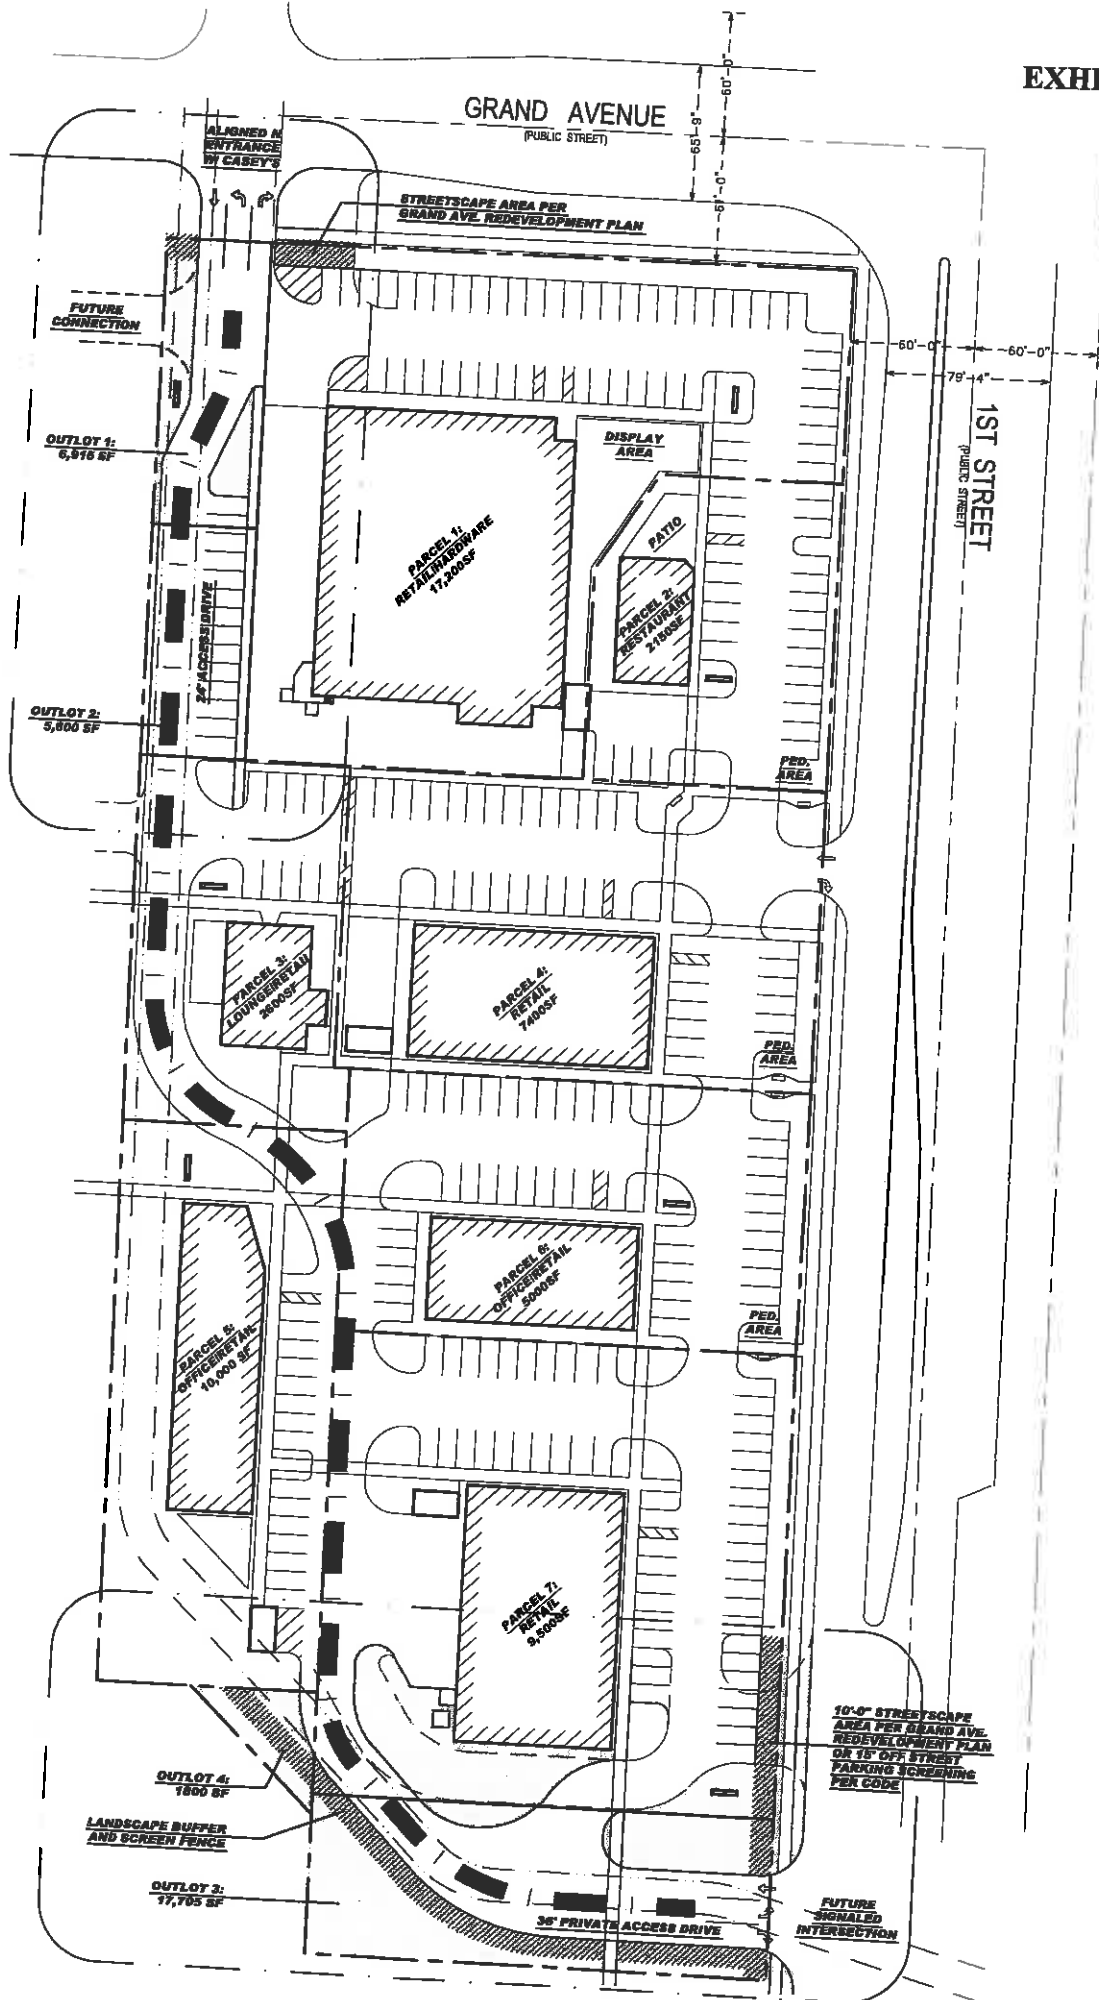 EXHI
GRAND AVENUE
(PUBLIC STREET)
60'-0"
65'-9"
ALIGNED N
ENTRANCE
W/ CASEY'S
STREETSCAPE AREA PER
GRAND AVE. REDEVELOPMENT PLAN
FUTURE
CONNECTION
60'-0"
60'-0"
79'-4"
1ST STREET
(PUBLIC STREET)
OUTLOT 1:
6,915 SF
DISPLAY
AREA
PATIO
PARCEL 1:
RETAIL/HARDWARE
17,200SF
PARCEL 2:
RESTAURANT
2150SF
24' ACCESS DRIVE
OUTLOT 2:
5,600 SF
PED.
AREA
PARCEL 3:
LOUNGE/RETAIL
2600SF
PARCEL 4:
RETAIL
7400SF
PED.
AREA
PARCEL 5:
OFFICE/RETAIL
10,000 SF
PARCEL 6:
OFFICE/RETAIL
5000SF
PED.
AREA
PARCEL 7:
RETAIL
9,500SF
10'-0" STREETSCAPE
AREA PER GRAND AVE.
REDEVELOPMENT PLAN
OR 15' OFF STREET
PARKING SCREENING
PER CODE
OUTLOT 4:
1800 SF
LANDSCAPE BUFFER
AND SCREEN FENCE
OUTLOT 3:
17,705 SF
36' PRIVATE ACCESS DRIVE
FUTURE
SIGNALED
INTERSECTION